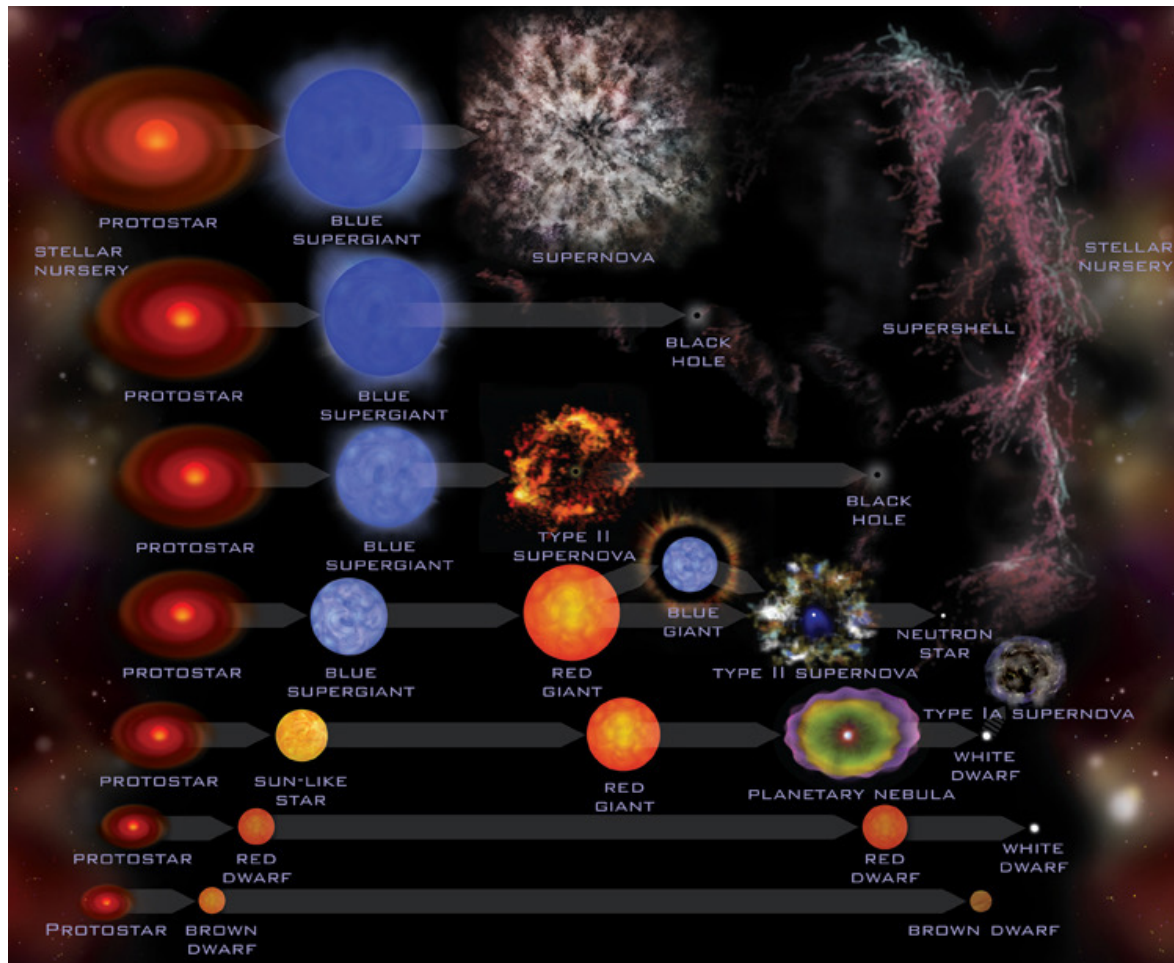 PROTOSTAR
BLUE
SUPERGIANT
SUPERNOVA
STELLAR
NURSERY
STELLAR
NURSERY
PROTOSTAR
BLUE
SUPERGIANT
BLACK
HOLE
SUPERSHELL
PROTOSTAR
BLUE
SUPERGIANT
TYPE II
SUPERNOVA
BLACK
HOLE
PROTOSTAR
BLUE
SUPERGIANT
RED
GIANT
BLUE
GIANT
TYPE II SUPERNOVA
NEUTRON
STAR
TYPE IA SUPERNOVA
PROTOSTAR
SUN-LIKE
STAR
RED
GIANT
PLANETARY NEBULA
WHITE
DWARF
PROTOSTAR
RED
DWARF
RED
DWARF
WHITE
DWARF
PROTOSTAR
BROWN
DWARF
BROWN DWARF